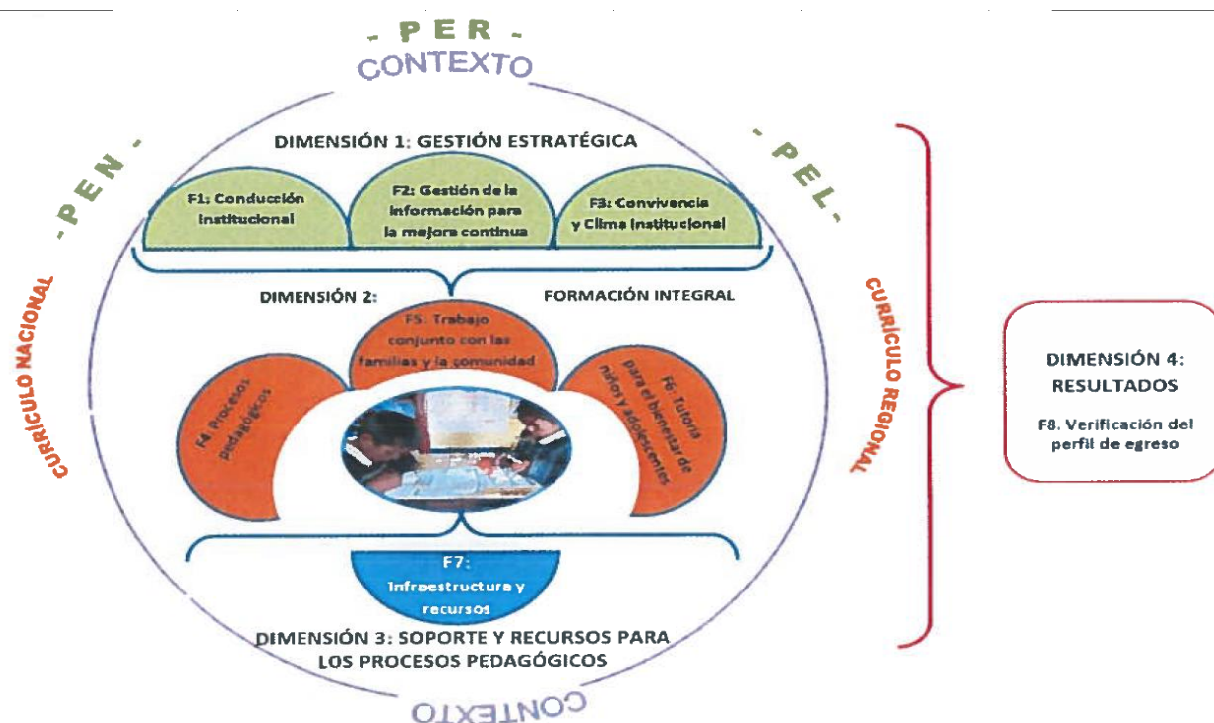 - PER -
CONTEXTO
- PEN -
- PEL -
CURRÍCULO NACIONAL
CURRÍCULO REGIONAL
DIMENSIÓN 1: GESTIÓN ESTRATÉGICA
F1: Conducción
Institucional
F2: Gestión de la
información para
la mejora continua
F3: Convivencia
y Clima Institucional
DIMENSIÓN 2:
FORMACIÓN INTEGRAL
F5. Trabajo
conjunto con las
familias y la comunidad
F4. Procesos
pedagógicos
F6: Tutoría
para el bienestar de
niños y adolescentes
F7:
Infraestructura y
recursos
DIMENSIÓN 3: SOPORTE Y RECURSOS PARA
LOS PROCESOS PEDAGÓGICOS
CONTEXTO
DIMENSIÓN 4:
RESULTADOS
F8. Verificación del
perfil de egreso